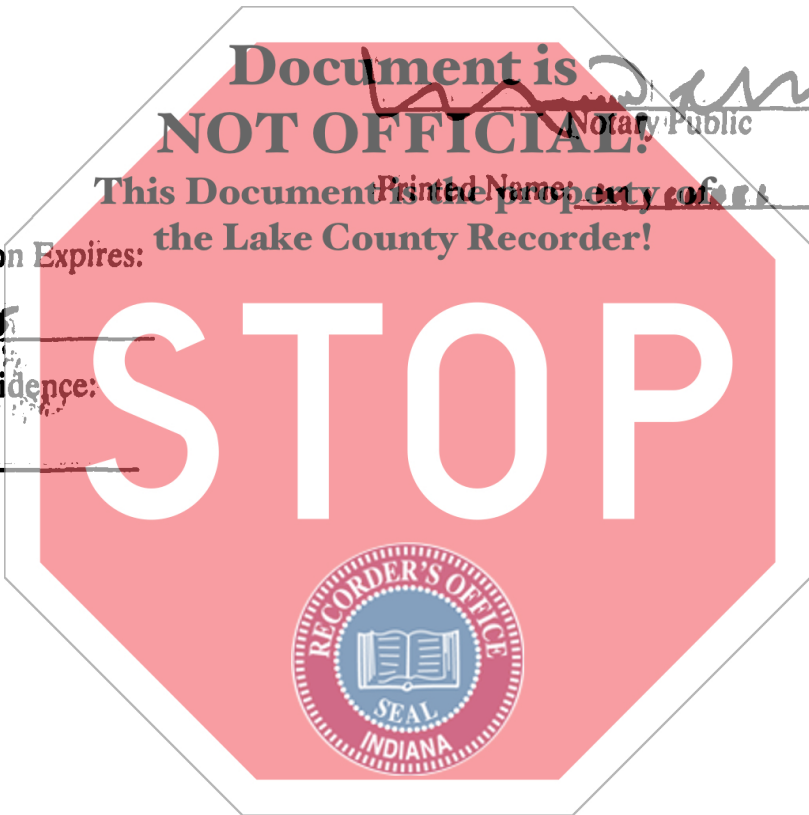 Document is
NOT OFFICIAL!
Notary Public
This Document is the property of
Printed Name:
the Lake County Recorder!
n Expires:
idence:
STOP
RECORDER'S OFFICE
SEAL
INDIANA